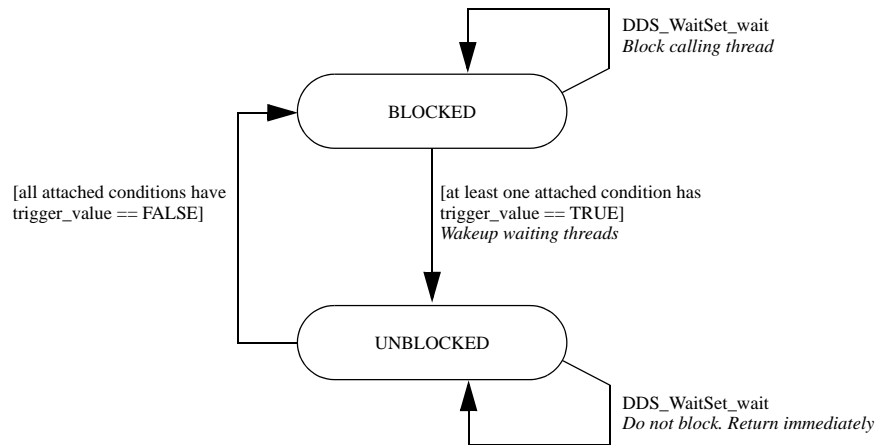 DDS_WaitSet_wait
Block calling thread
BLOCKED
[all attached conditions have
trigger_value == FALSE]
[at least one attached condition has
trigger_value == TRUE]
Wakeup waiting threads
UNBLOCKED
DDS_WaitSet_wait
Do not block. Return immediately